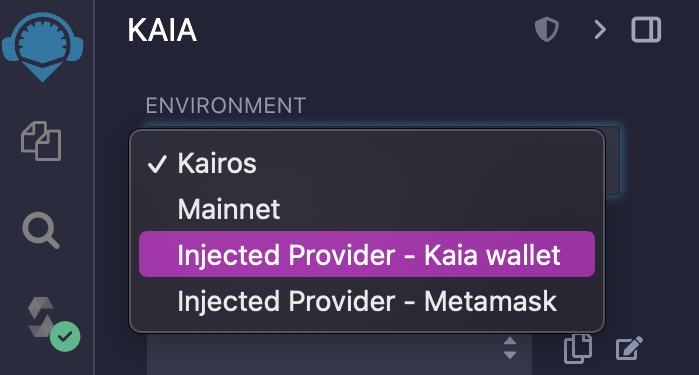 KAIA
ENVIRONMENT
Kairos
Mainnet
Injected Provider - Kaia wallet
Injected Provider - Metamask